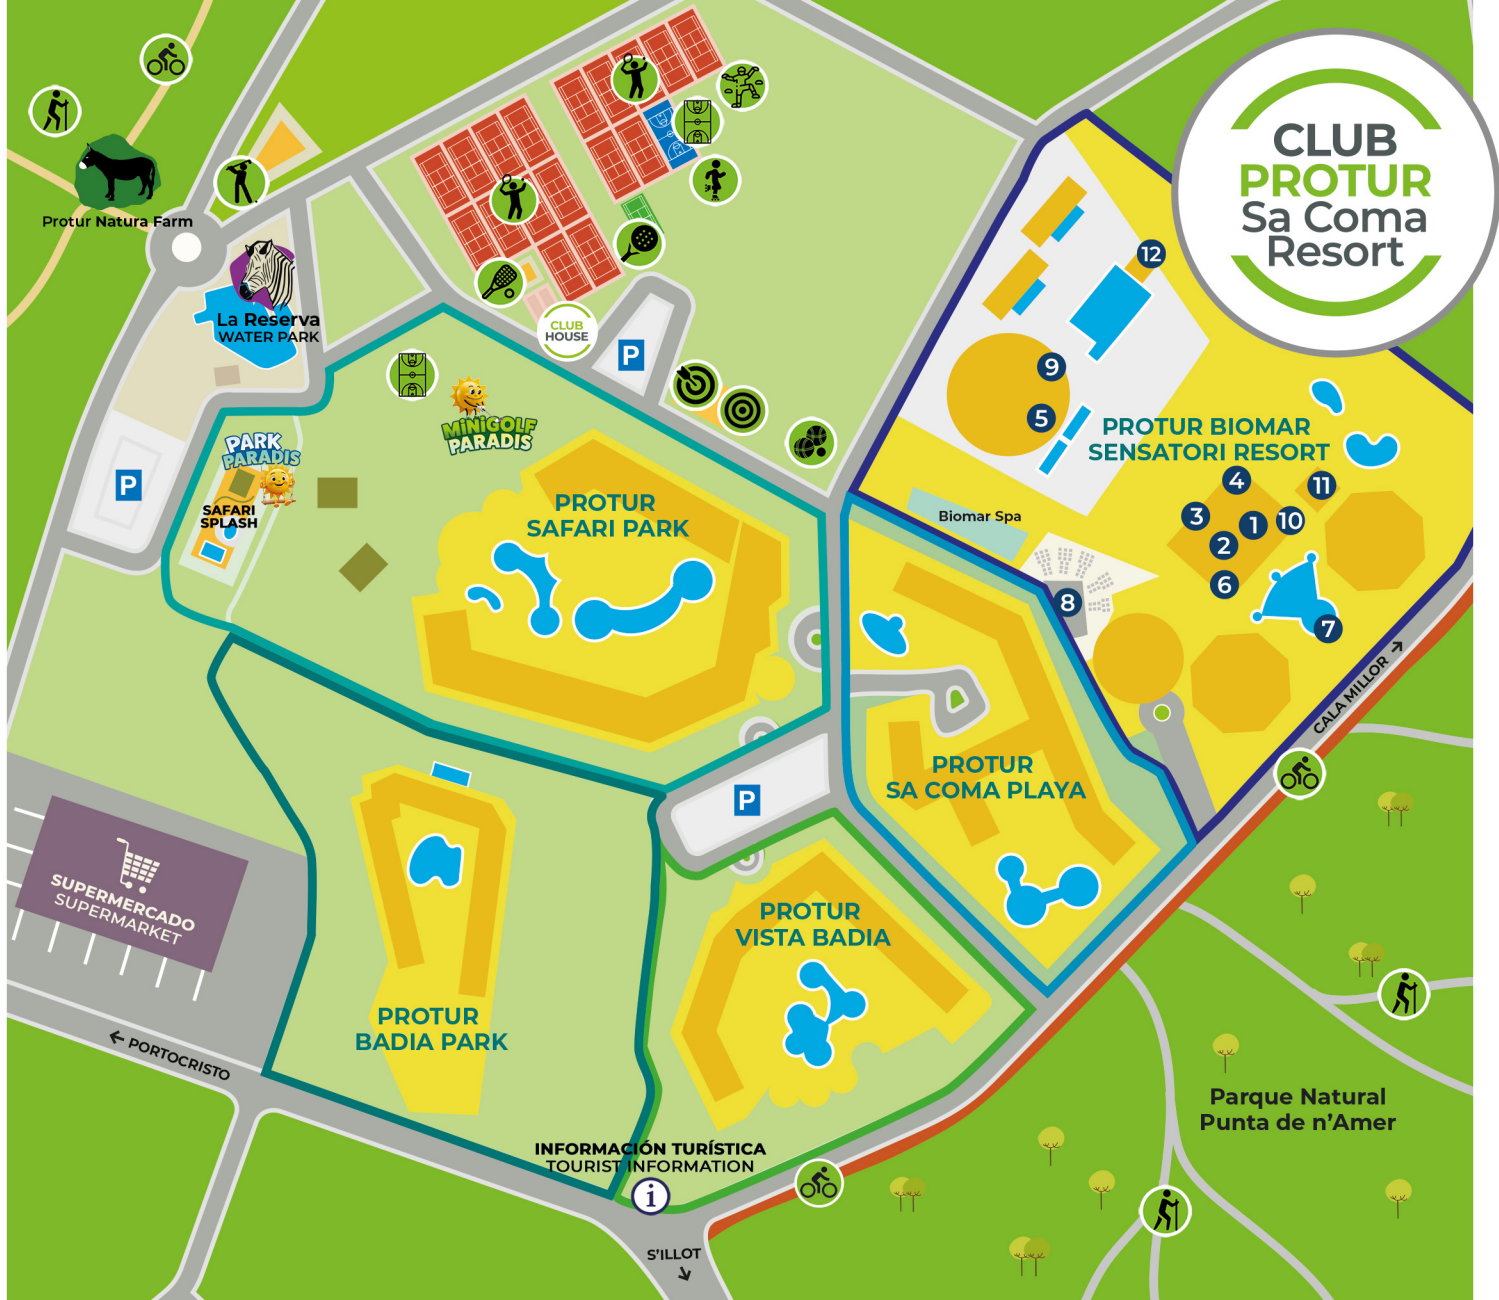 CLUB
PROTUR
Sa Coma
Resort
Protur Natura Farm
La Reserva
WATER PARK
CLUB
HOUSE
P
12
9
5
PROTUR BIOMAR
SENSATORI RESORT
MiNiGOLF
PARADIS
PARK
PARADIS
SAFARI
SPLASH
P
PROTUR
SAFARI PARK
Biomar Spa
4
11
3
1
10
2
6
8
7
CALA MILLOR
PROTUR
SA COMA PLAYA
P
SUPERMERCADO
SUPERMARKET
PROTUR
VISTA BADIA
PROTUR
BADIA PARK
PORTOCRISTO
Parque Natural
Punta de n'Amer
INFORMACIÓN TURÍSTICA
TOURIST INFORMATION
i
S'ILLOT